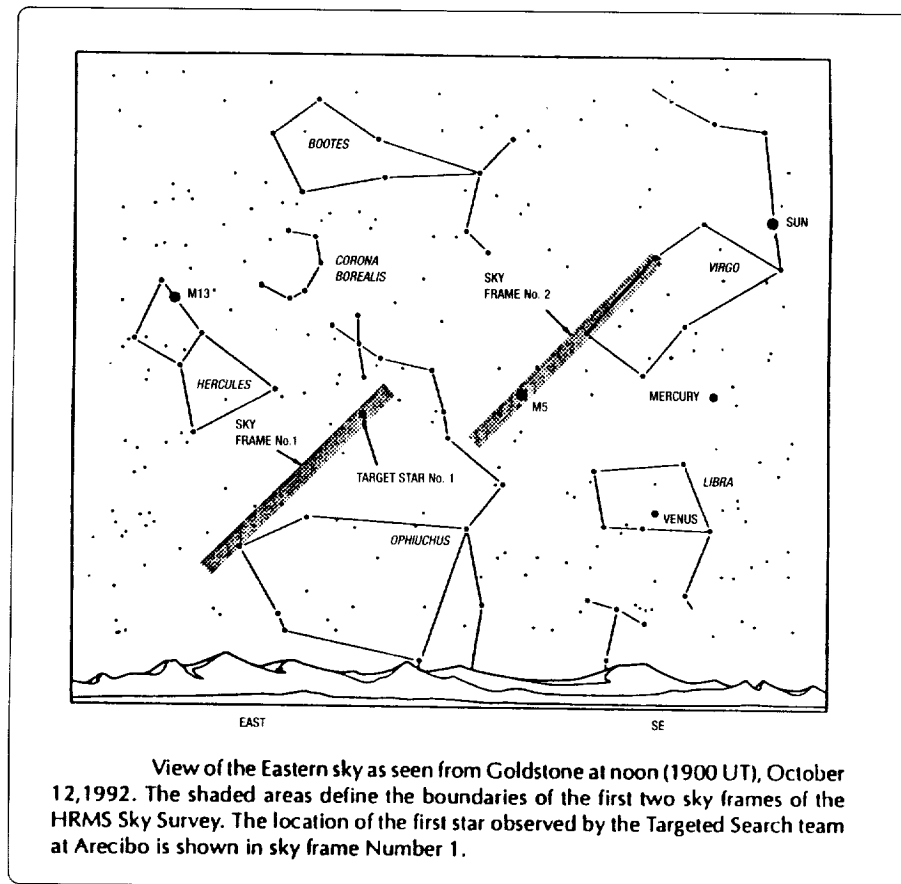 BOOTES
SUN
CORONA
BOREALIS
SKY
FRAME No. 2
VIRGO
M13
HERCULES
M5
MERCURY
SKY
FRAME No.1
TARGET STAR No. 1
LIBRA
VENUS
OPHIUCHUS
EAST
SE
View of the Eastern sky as seen from Goldstone at noon (1900 UT), October
12,1992. The shaded areas define the boundaries of the first two sky frames of the
HRMS Sky Survey. The location of the first star observed by the Targeted Search team
at Arecibo is shown in sky frame Number 1.